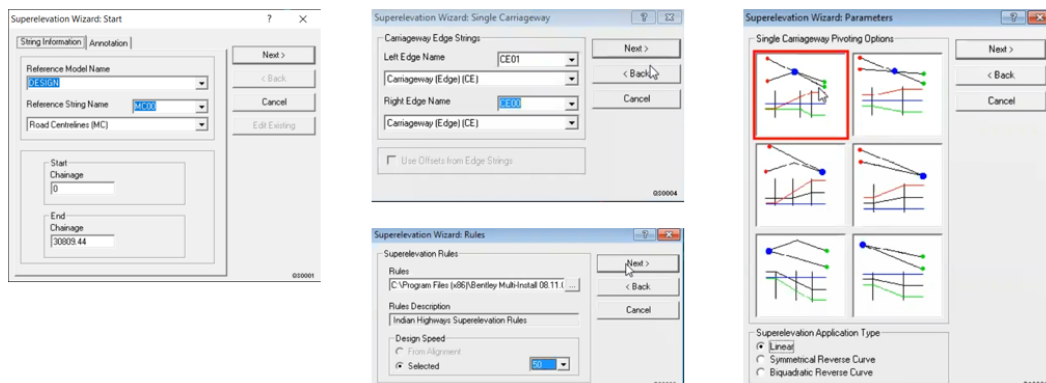 Superelevation Wizard: Start
String Information
Annotation
Reference Model Name
DESIGN
Reference String Name
MC00
Road Centrelines (MC)
Start
Chainage
0
End
Chainage
30809.44
Next >
< Back
Cancel
Edit Existing
QS0001
Superelevation Wizard: Single Carriageway
Carriageway Edge Strings
Left Edge Name
CE01
Carriageway (Edge) (CE)
Right Edge Name
CE00
Carriageway (Edge) (CE)
Use Offsets from Edge Strings
Next >
< Back
Cancel
QS0004
Superelevation Wizard: Rules
Superelevation Rules
Rules
C:\Program Files (x86)\Bentley Multi-Install 08.11.(
...
Rules Description
Indian Highways Superelevation Rules
Design Speed
From Alignment
Selected
50
Next >
< Back
Cancel
Superelevation Wizard: Parameters
Single Carriageway Pivoting Options
Next >
< Back
Cancel
Superelevation Application Type
Linear
Symmetrical Reverse Curve
Biquadratic Reverse Curve